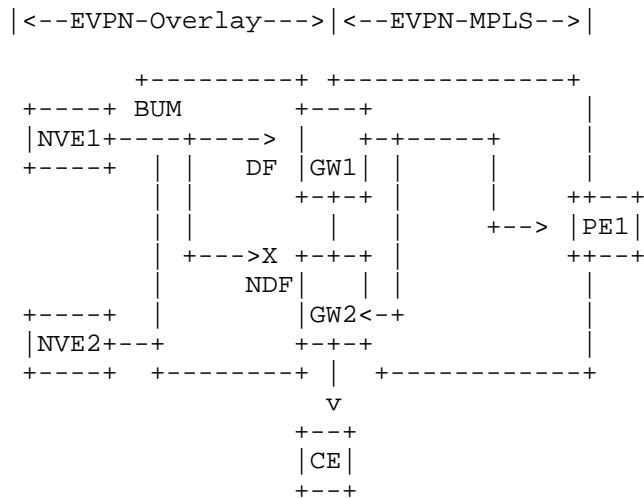 |<--EVPN-Overlay--->|<--EVPN-MPLS-->|
BUM
NVE1
DF GW1
PE1
X
NDF
GW2
NVE2
v
CE